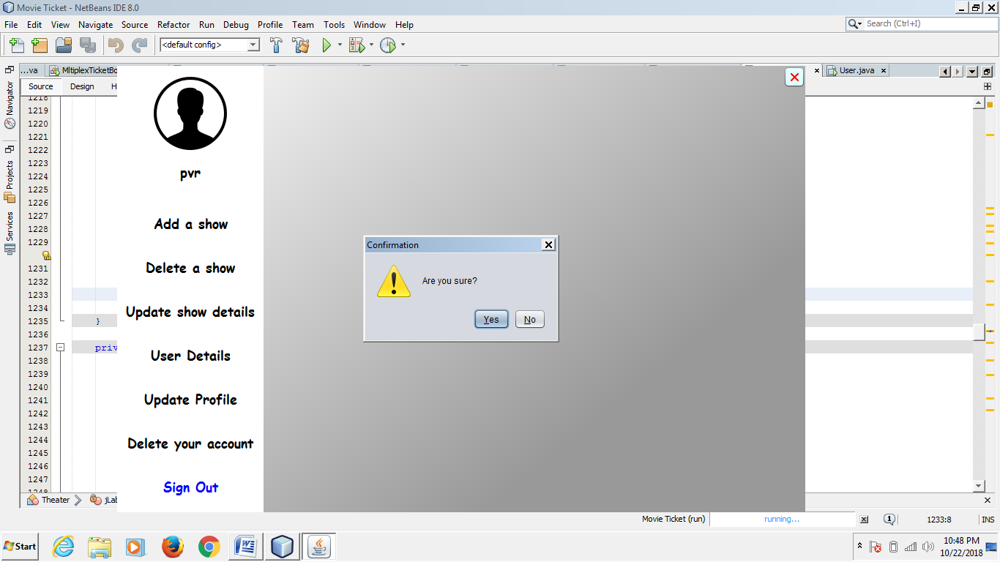 Movie Ticket - NetBeans IDE 8.0
File Edit View Navigate Source Refactor Run Debug Profile Team Tools Window Help
Search (Ctrl+I)
<default config>
...va MltiplexTicketBo User.java
Source Design H
Navigator
Projects
Services
1218
1219
1220
1221
1222
1223
1224
1225
1226
1227
1228
1229
1231
1232
1233
1234
1235 }
1236
1237 priv
1238
1239
1240
1241
1242
1243
1244
1245
1246
1247
1248
pvr
Add a show
Delete a show
Update show details
User Details
Update Profile
Delete your account
Sign Out
Confirmation
Are you sure?
Yes No
Theater jLab
Movie Ticket (run) running... 1 1233:8 INS
Start
10:48 PM
10/22/2018